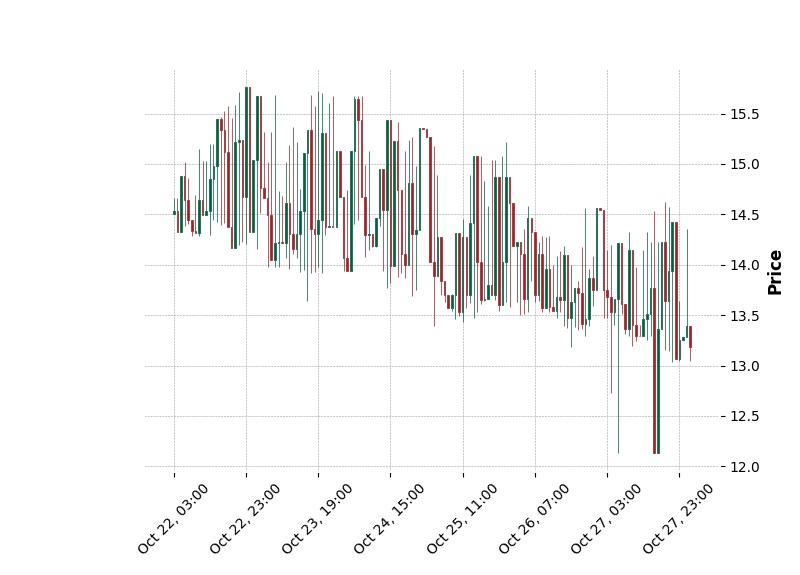 15.5
15.0
14.5
14.0
13.5
13.0
12.5
12.0
Price
Oct 22, 03:00
Oct 22, 23:00
Oct 23, 19:00
Oct 24, 15:00
Oct 25, 11:00
Oct 26, 07:00
Oct 27, 03:00
Oct 27, 23:00